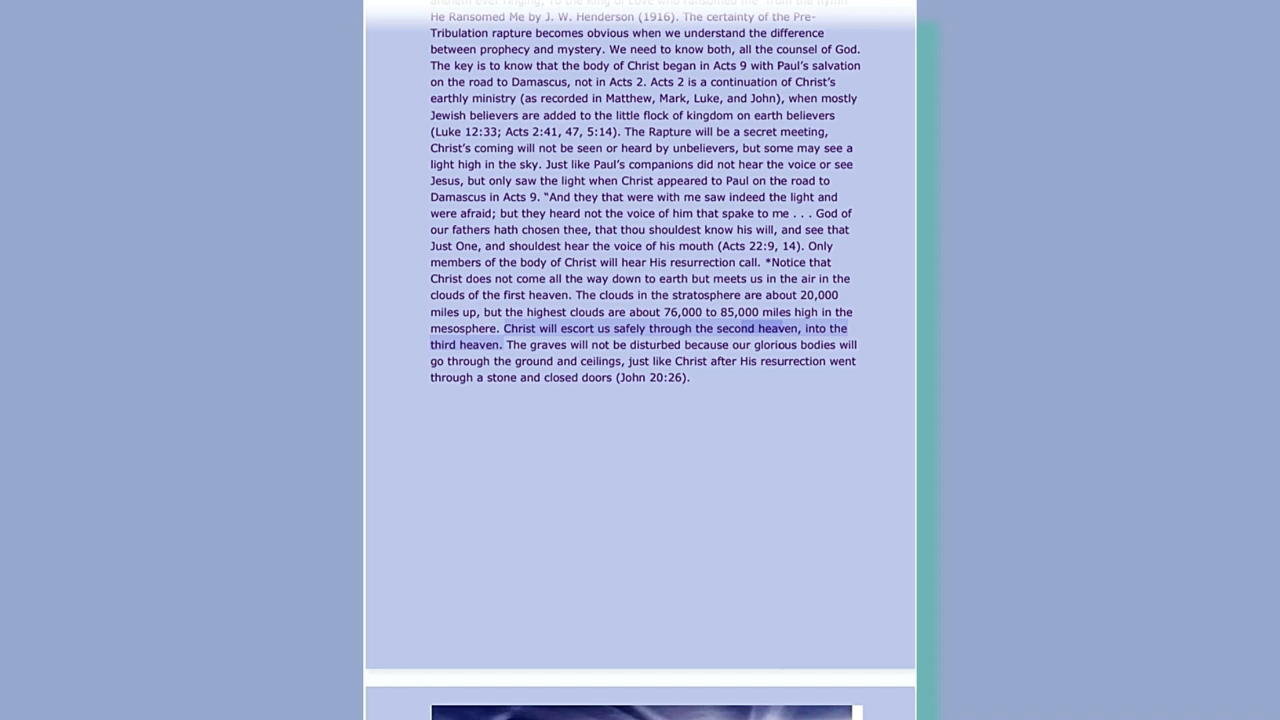 anthem ever ringing, To the King of Love who ransomed me" from the hymn
He Ransomed Me by J. W. Henderson (1916). The certainty of the Pre-
Tribulation rapture becomes obvious when we understand the difference
between prophecy and mystery. We need to know both, all the counsel of God.
The key is to know that the body of Christ began in Acts 9 with Paul’s salvation
on the road to Damascus, not in Acts 2. Acts 2 is a continuation of Christ’s
earthly ministry (as recorded in Matthew, Mark, Luke, and John), when mostly
Jewish believers are added to the little flock of kingdom on earth believers
(Luke 12:33; Acts 2:41, 47, 5:14). The Rapture will be a secret meeting,
Christ’s coming will not be seen or heard by unbelievers, but some may see a
light high in the sky. Just like Paul’s companions did not hear the voice or see
Jesus, but only saw the light when Christ appeared to Paul on the road to
Damascus in Acts 9. “And they that were with me saw indeed the light and
were afraid; but they heard not the voice of him that spake to me . . . God of
our fathers hath chosen thee, that thou shouldest know his will, and see that
Just One, and shouldest hear the voice of his mouth (Acts 22:9, 14). Only
members of the body of Christ will hear His resurrection call. *Notice that
Christ does not come all the way down to earth but meets us in the air in the
clouds of the first heaven. The clouds in the stratosphere are about 20,000
miles up, but the highest clouds are about 76,000 to 85,000 miles high in the
mesosphere. Christ will escort us safely through the second heaven, into the
third heaven. The graves will not be disturbed because our glorious bodies will
go through the ground and ceilings, just like Christ after His resurrection went
through a stone and closed doors (John 20:26).